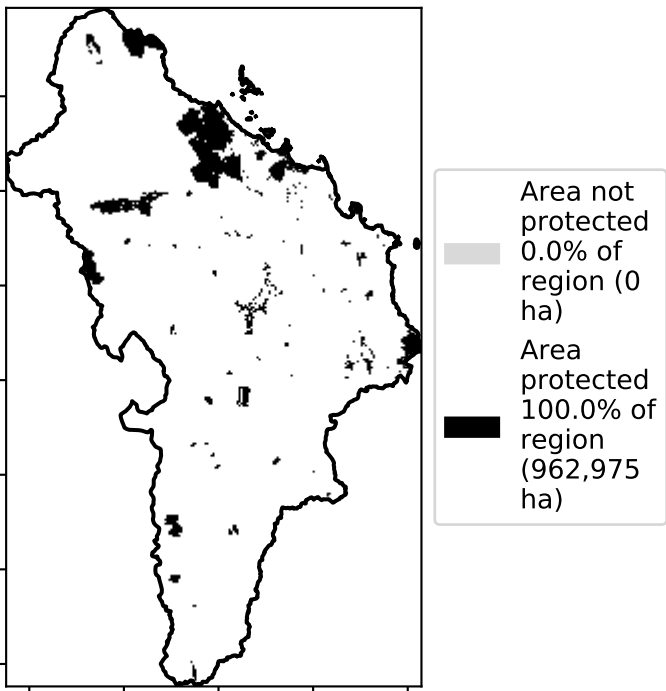 Area not
protected
0.0% of
region (0
ha)
Area
protected
100.0% of
region
(962,975
ha)